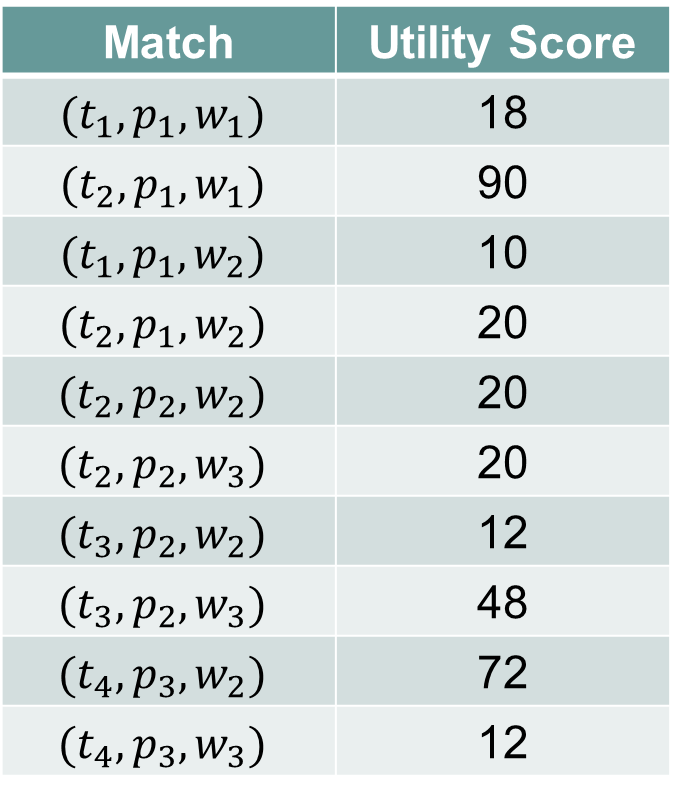 Match Utility Score
(t₁, p₁, w₁) 18
(t₂, p₁, w₁) 90
(t₁, p₁, w₂) 10
(t₂, p₁, w₂) 20
(t₂, p₂, w₂) 20
(t₂, p₂, w₃) 20
(t₃, p₂, w₂) 12
(t₃, p₂, w₃) 48
(t₄, p₃, w₂) 72
(t₄, p₃, w₃) 12